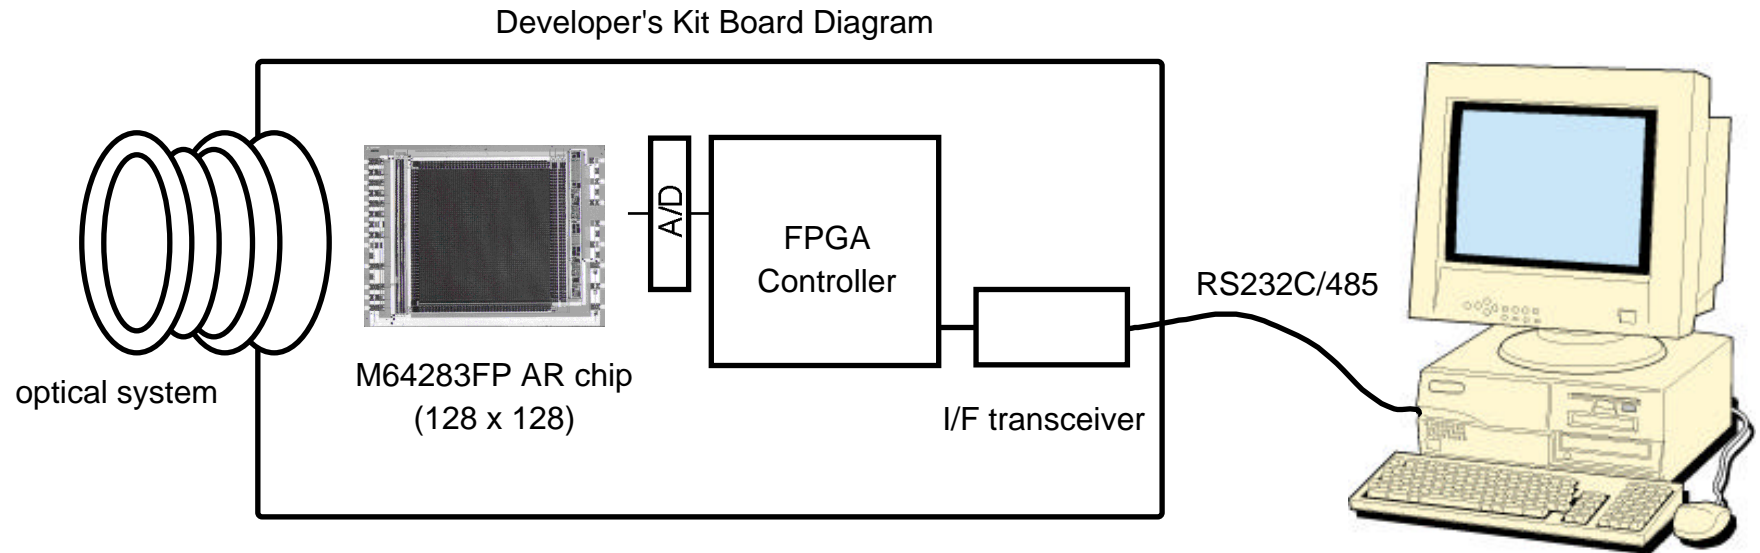 Developer's Kit Board Diagram
optical system
M64283FP AR chip
(128 x 128)
A/D
FPGA
Controller
I/F transceiver
RS232C/485